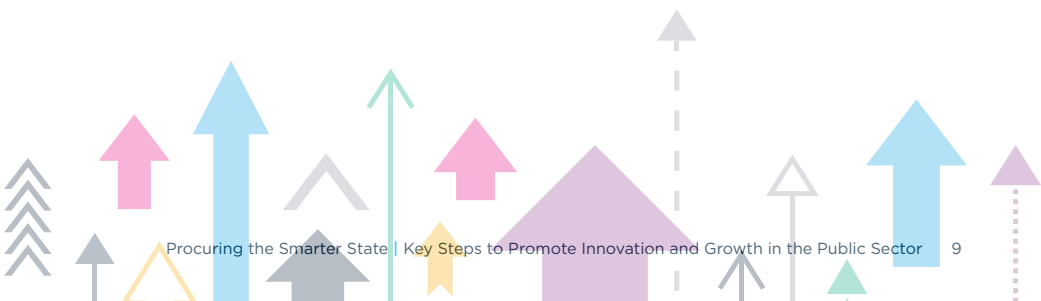 Procuring the Smarter State | Key Steps to Promote Innovation and Growth in the Public Sector 9